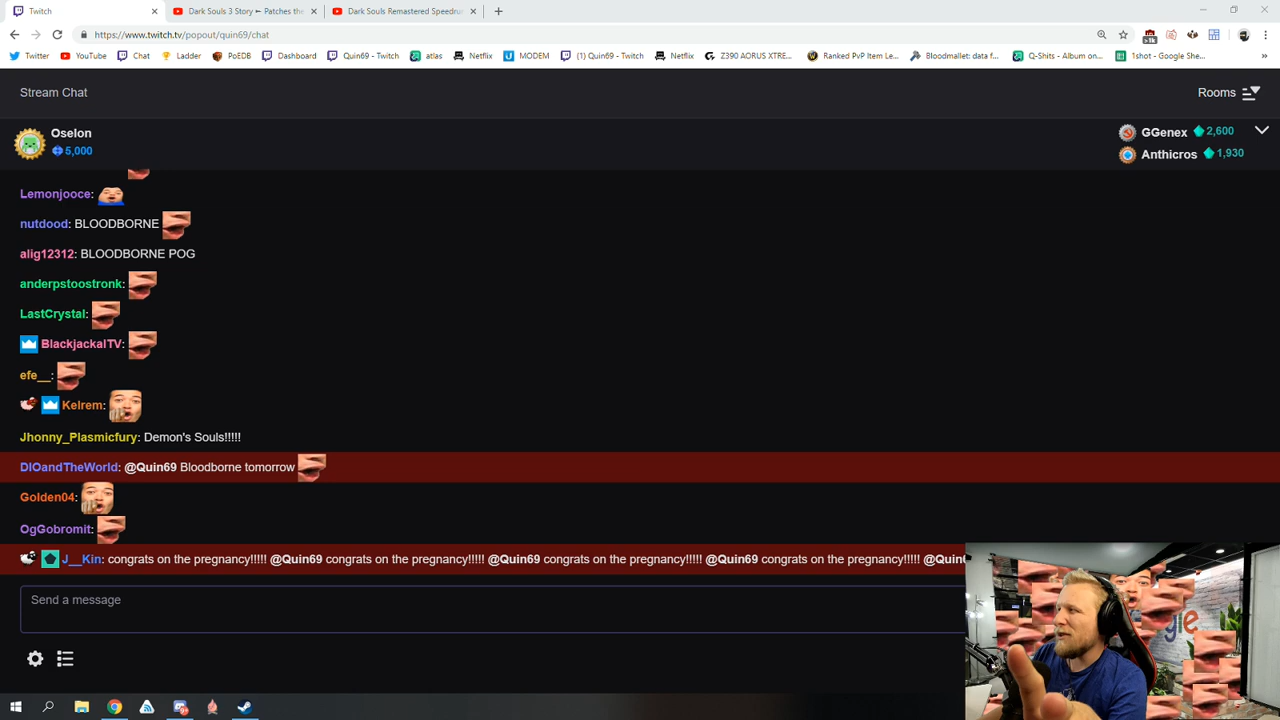 Twitch
Dark Souls 3 Story ► Patches the
Dark Souls Remastered Speedru
https://www.twitch.tv/popout/quin69/chat
Twitter YouTube Chat Ladder PoEDB Dashboard Quin69 - Twitch atlas Netflix MODEM (1) Quin69 - Twitch Netflix Z390 AORUS XTRE... Ranked PvP Item Le... Bloodmallet: data f... Q-Shits - Album on... 1shot - Google She...
Stream Chat
Rooms
Oselon
5,000
GGenex 2,600
Anthicros 1,930
Lemonjooce:
nutdood: BLOODBORNE
alig12312: BLOODBORNE POG
anderpstoostronk:
LastCrystal:
BlackjackalTV:
efe__:
Kelrem:
Jhonny_Plasmicfury: Demon's Souls!!!!!
DIOandTheWorld: @Quin69 Bloodborne tomorrow
Golden04:
OgGobromit:
J__Kin: congrats on the pregnancy!!!!! @Quin69 congrats on the pregnancy!!!!! @Quin69 congrats on the pregnancy!!!!! @Quin69 congrats on the pregnancy!!!!! @Quin6
Send a message